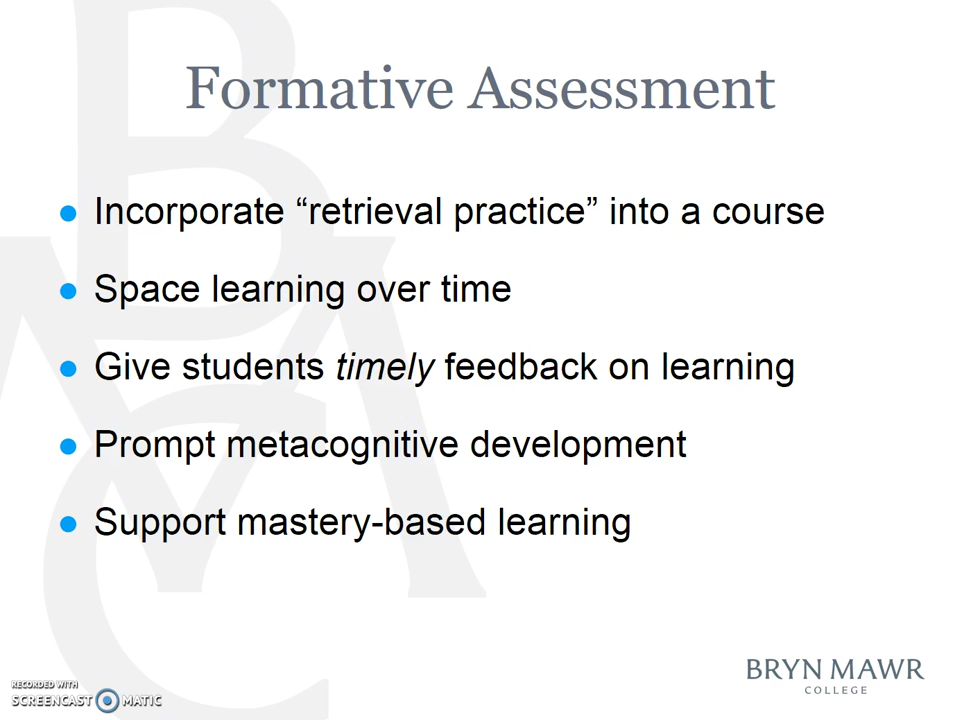 Formative Assessment
Incorporate “retrieval practice” into a course
Space learning over time
Give students timely feedback on learning
Prompt metacognitive development
Support mastery-based learning
BRYN MAWR
COLLEGE
RECORDED WITH
SCREENCAST MATIC